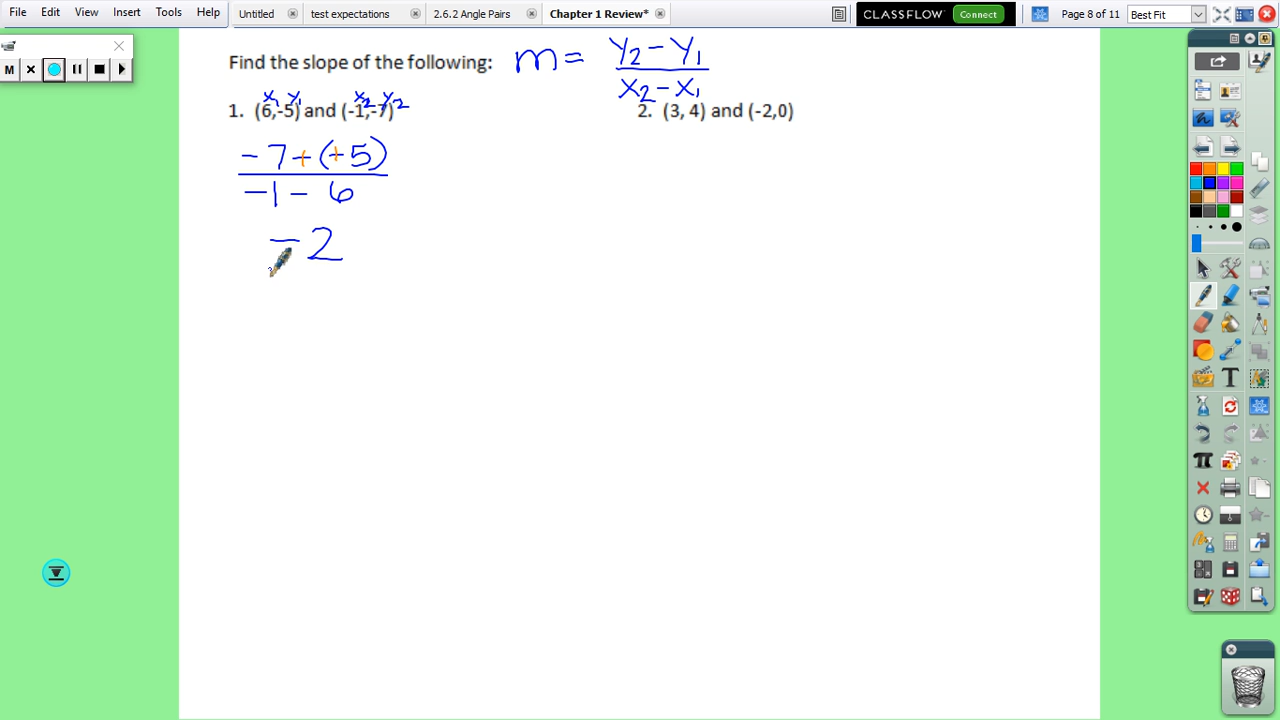 File Edit View Insert Tools Help
Untitled test expectations 2.6.2 Angle Pairs Chapter 1 Review*
CLASSFLOW Connect
Page 8 of 11 Best Fit
M
Find the slope of the following: m = y₂ - y₁
x₂ - x₁
x₁ y₁ x₂ y₂
1. (6,-5) and (-1,-7)
2. (3, 4) and (-2,0)
-7 + (+5)
-1 - 6
-2
T
π